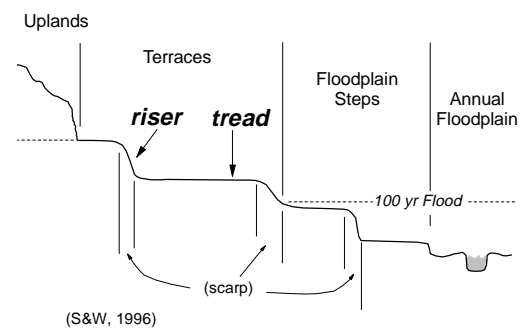 Uplands
Terraces
Floodplain
Steps
Annual
Floodplain
riser
tread
100 yr Flood
(scarp)
(S&W, 1996)